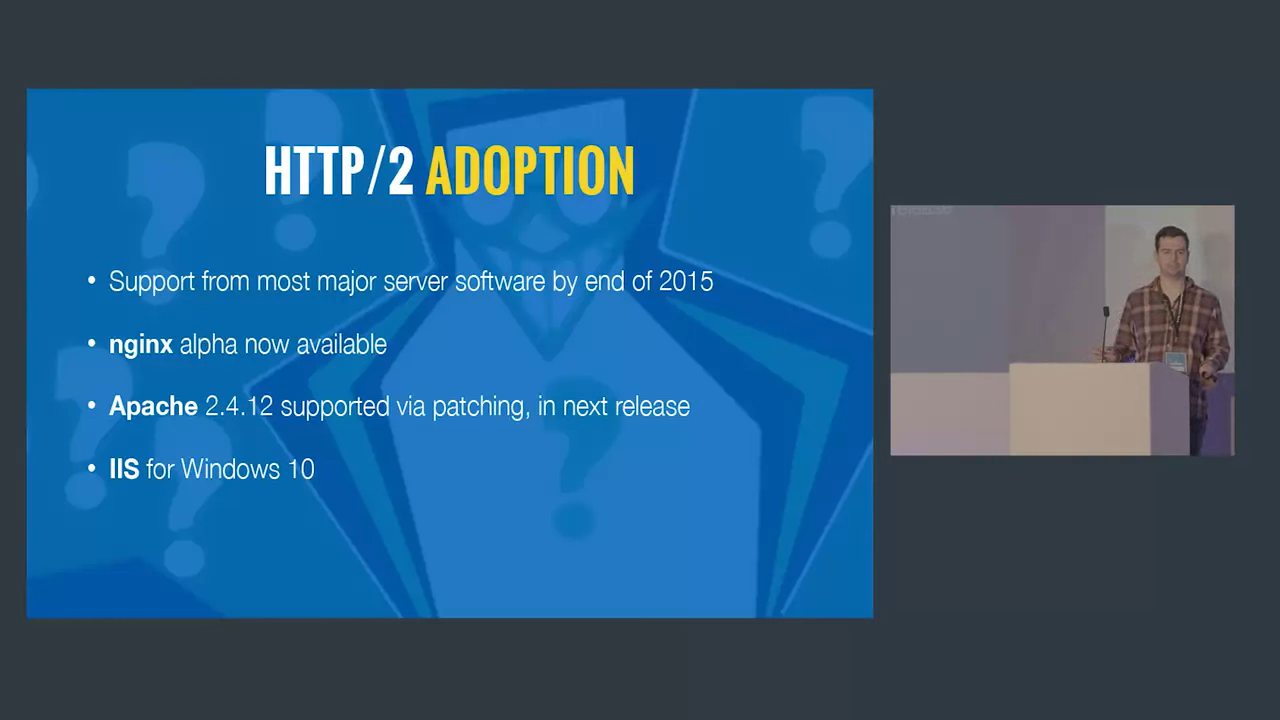 HTTP/2 ADOPTION
• Support from most major server software by end of 2015
• nginx alpha now available
• Apache 2.4.12 supported via patching, in next release
• IIS for Windows 10